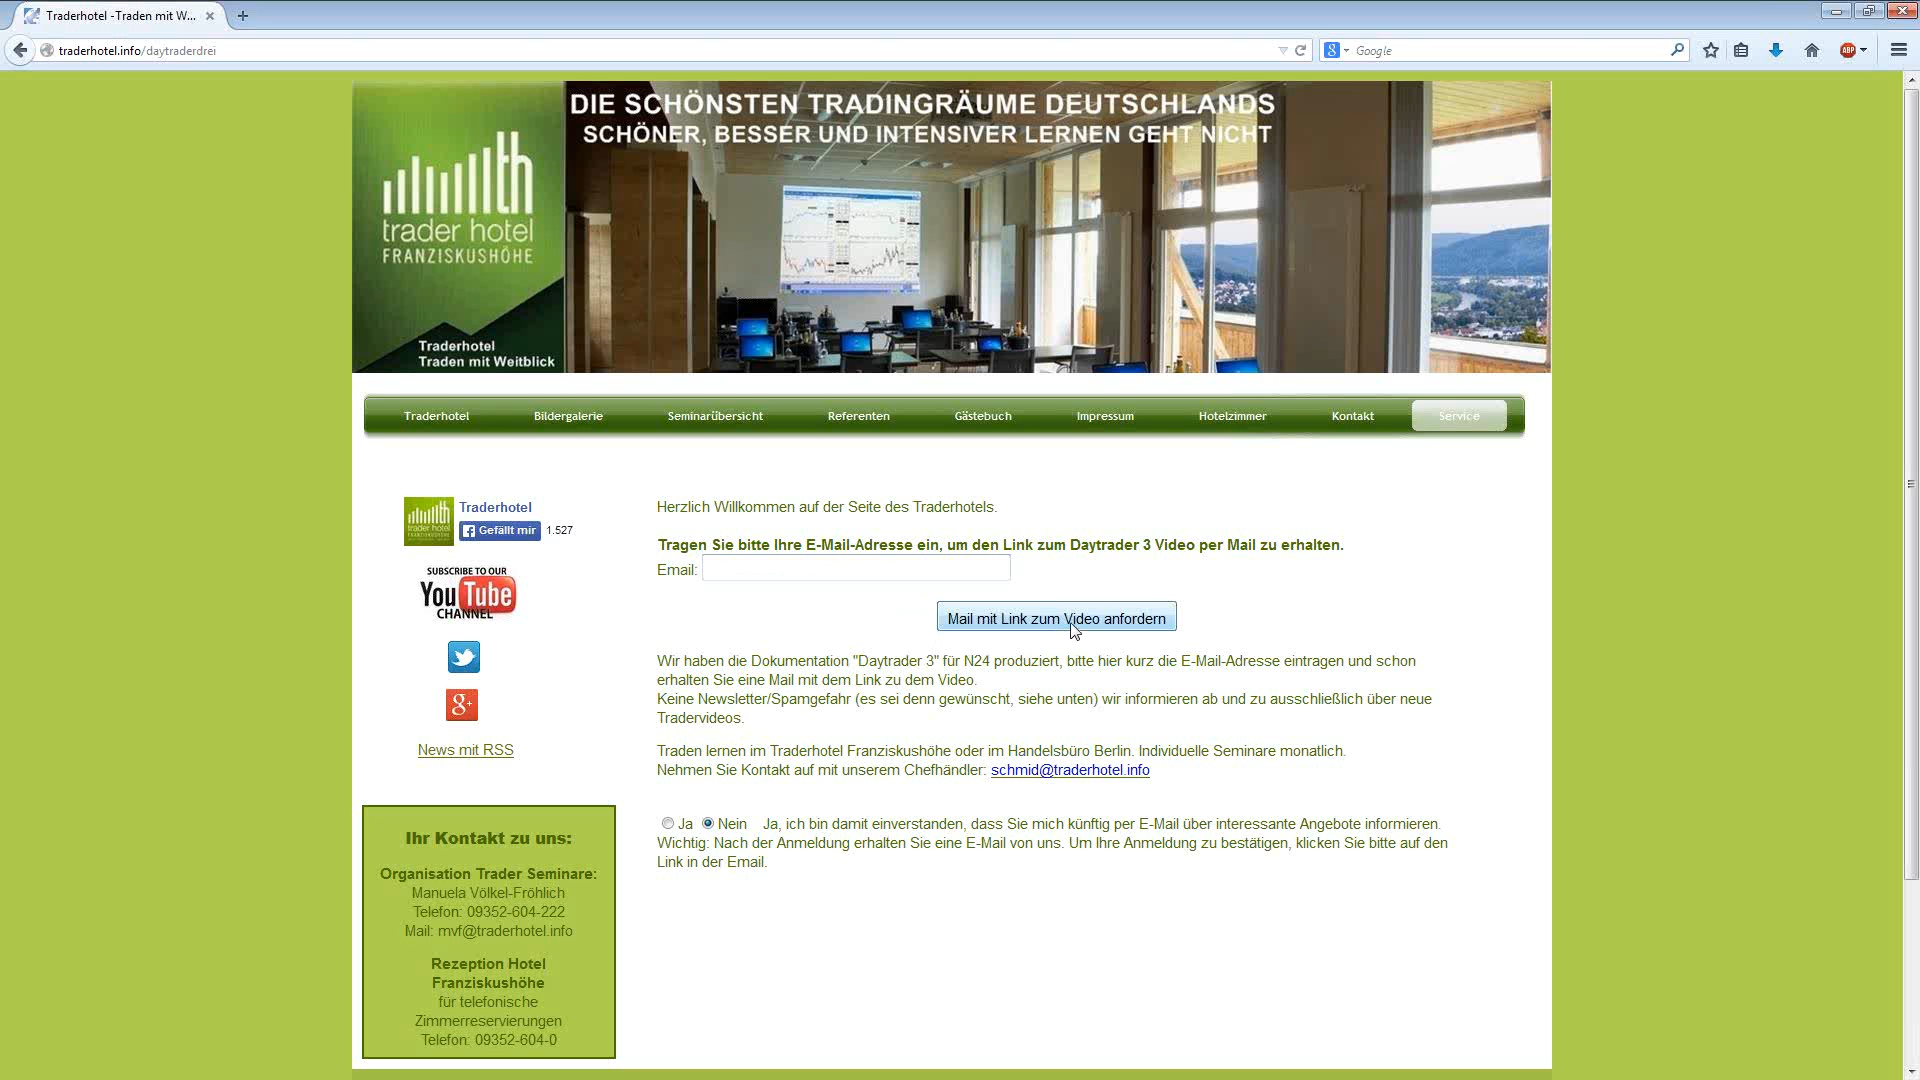 Traderhotel - Traden mit W...
traderhotel.info/daytraderdrei
Google
ABP
DIE SCHÖNSTEN TRADINGRÄUME DEUTSCHLANDS
SCHÖNER, BESSER UND INTENSIVER LERNEN GEHT NICHT
th
trader hotel
FRANZISKUSHÖHE
Traderhotel
Traden mit Weitblick
Traderhotel Bildergalerie Seminarübersicht Referenten Gästebuch Impressum Hotelzimmer Kontakt Service
Traderhotel
Gefällt mir 1.527
SUBSCRIBE TO OUR
YouTube
CHANNEL
g+
News mit RSS
Ihr Kontakt zu uns:
Organisation Trader Seminare:
Manuela Völkel-Fröhlich
Telefon: 09352-604-222
Mail: mvf@traderhotel.info
Rezeption Hotel
Franziskushöhe
für telefonische
Zimmerreservierungen
Telefon: 09352-604-0
Herzlich Willkommen auf der Seite des Traderhotels.
Tragen Sie bitte Ihre E-Mail-Adresse ein, um den Link zum Daytrader 3 Video per Mail zu erhalten.
Email:
Mail mit Link zum Video anfordern
Wir haben die Dokumentation "Daytrader 3" für N24 produziert, bitte hier kurz die E-Mail-Adresse eintragen und schon
erhalten Sie eine Mail mit dem Link zu dem Video.
Keine Newsletter/Spamgefahr (es sei denn gewünscht, siehe unten) wir informieren ab und zu ausschließlich über neue
Tradervideos.
Traden lernen im Traderhotel Franziskushöhe oder im Handelsbüro Berlin. Individuelle Seminare monatlich.
Nehmen Sie Kontakt auf mit unserem Chefhändler: schmid@traderhotel.info
Ja Nein Ja, ich bin damit einverstanden, dass Sie mich künftig per E-Mail über interessante Angebote informieren.
Wichtig: Nach der Anmeldung erhalten Sie eine E-Mail von uns. Um Ihre Anmeldung zu bestätigen, klicken Sie bitte auf den
Link in der Email.